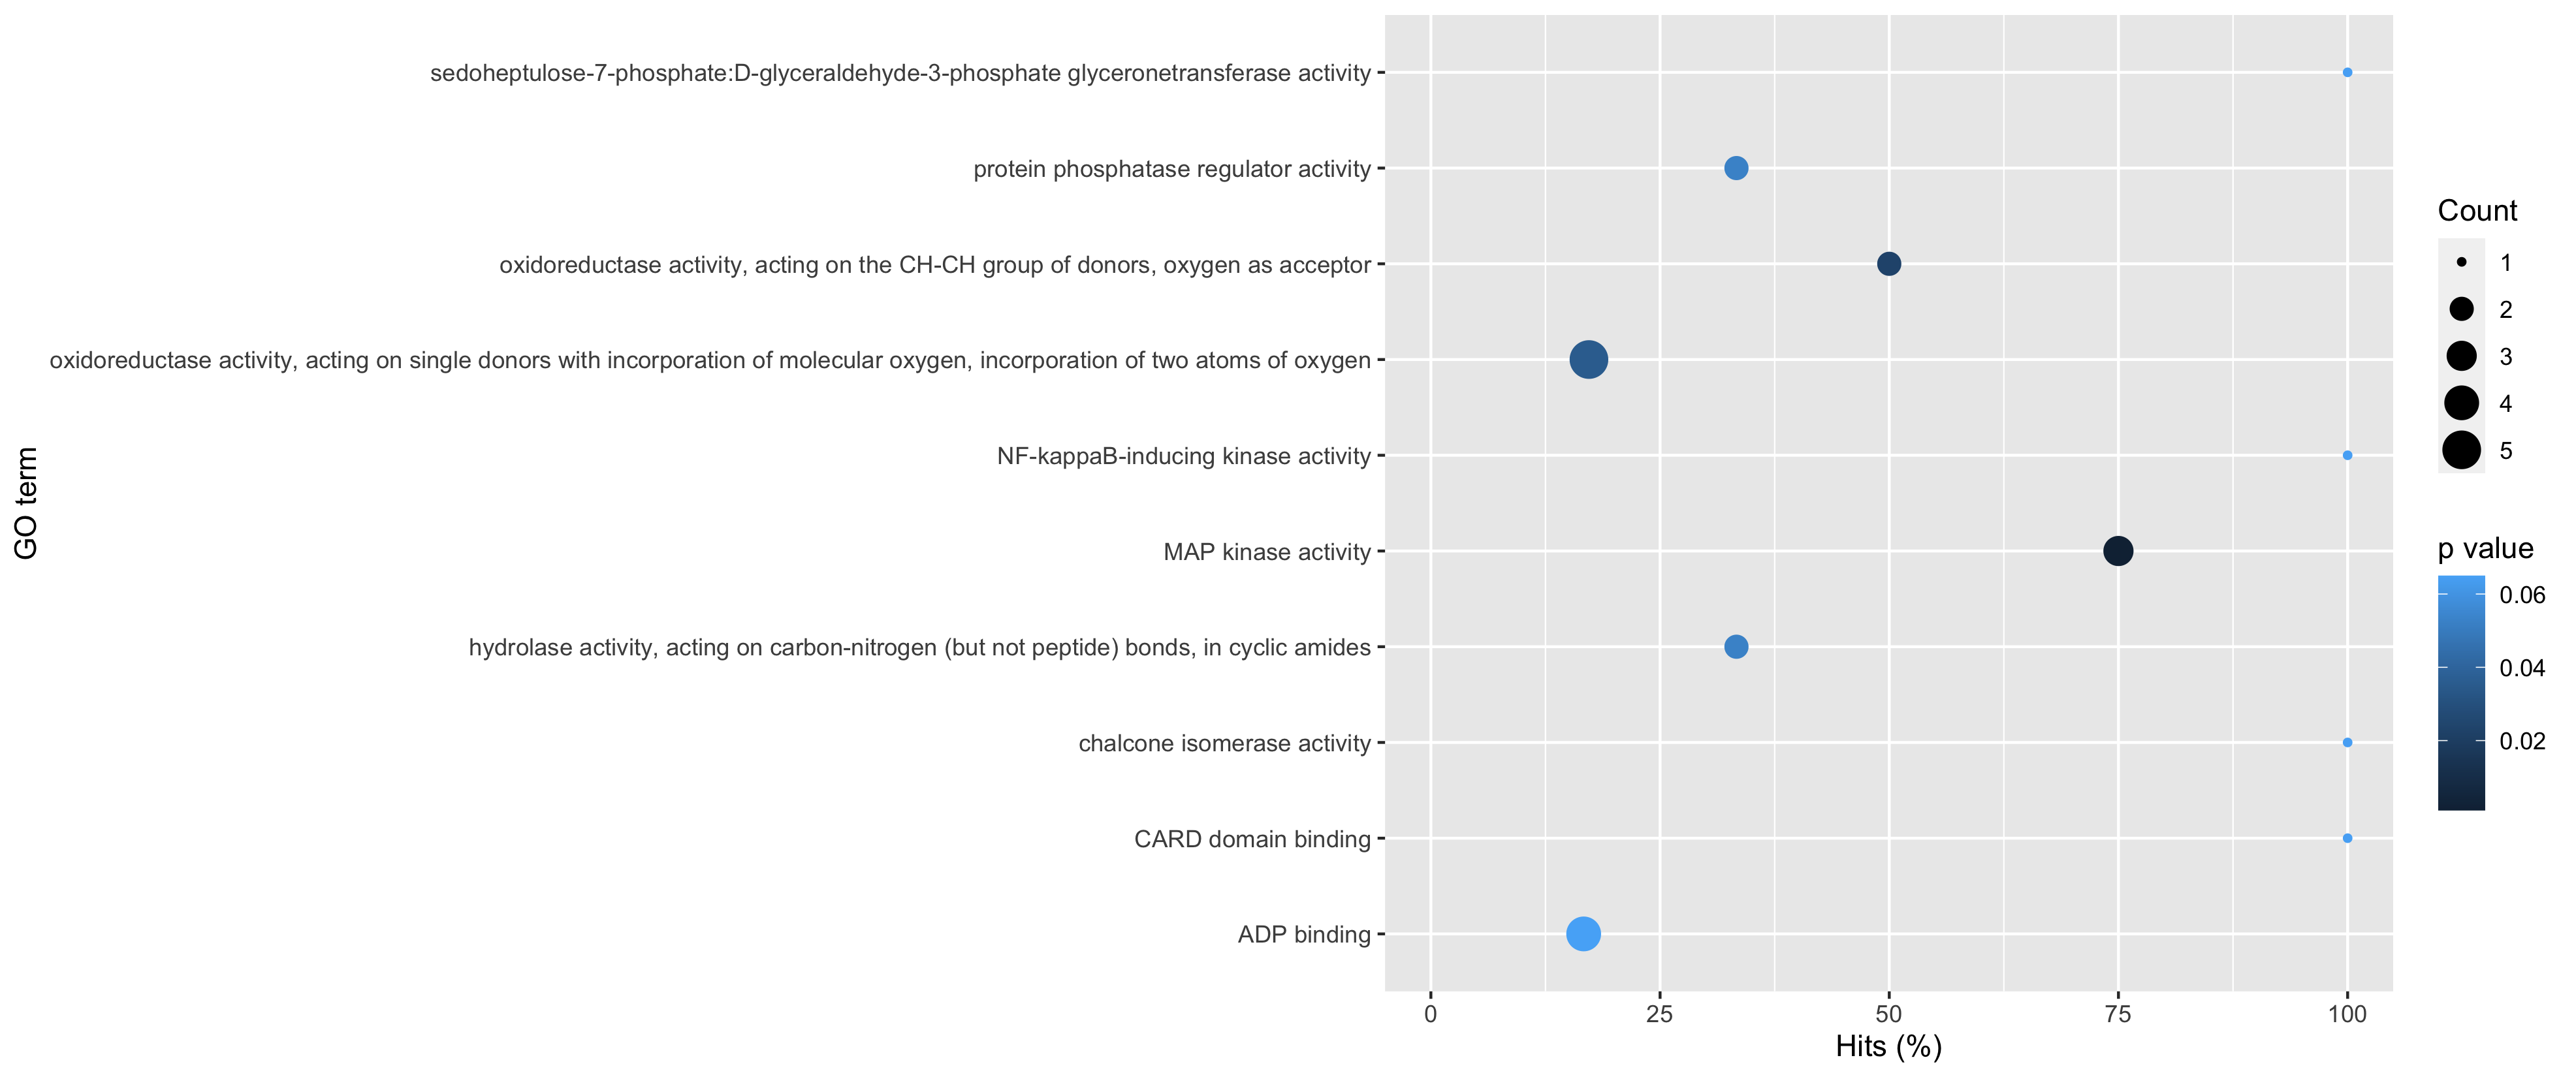 GO term
sedoheptulose-7-phosphate:D-glyceraldehyde-3-phosphate glyceronetransferase activity
protein phosphatase regulator activity
oxidoreductase activity, acting on the CH-CH group of donors, oxygen as acceptor
oxidoreductase activity, acting on single donors with incorporation of molecular oxygen, incorporation of two atoms of oxygen
NF-kappaB-inducing kinase activity
MAP kinase activity
hydrolase activity, acting on carbon-nitrogen (but not peptide) bonds, in cyclic amides
chalcone isomerase activity
CARD domain binding
ADP binding
0 25 50 75 100
Hits (%)
Count
1
2
3
4
5
p value
0.06
0.04
0.02